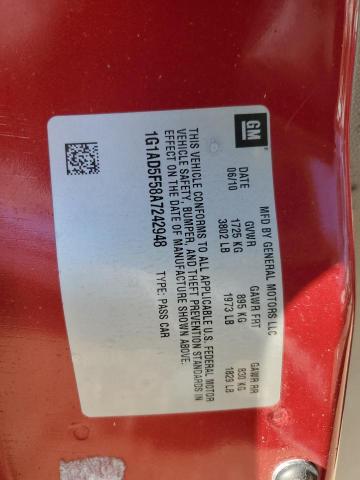 GM
MFD BY GENERAL MOTORS LLC
DATE GVWR GAWR FRT GAWR RR
06/10 1725 KG 895 KG 830 KG
3802 LB 1973 LB 1829 LB
THIS VEHICLE CONFORMS TO ALL APPLICABLE U.S. FEDERAL MOTOR
VEHICLE SAFETY, BUMPER, AND THEFT PREVENTION STANDARDS IN
EFFECT ON THE DATE OF MANUFACTURE SHOWN ABOVE.
1G1AD5F58A7242948 TYPE: PASS CAR